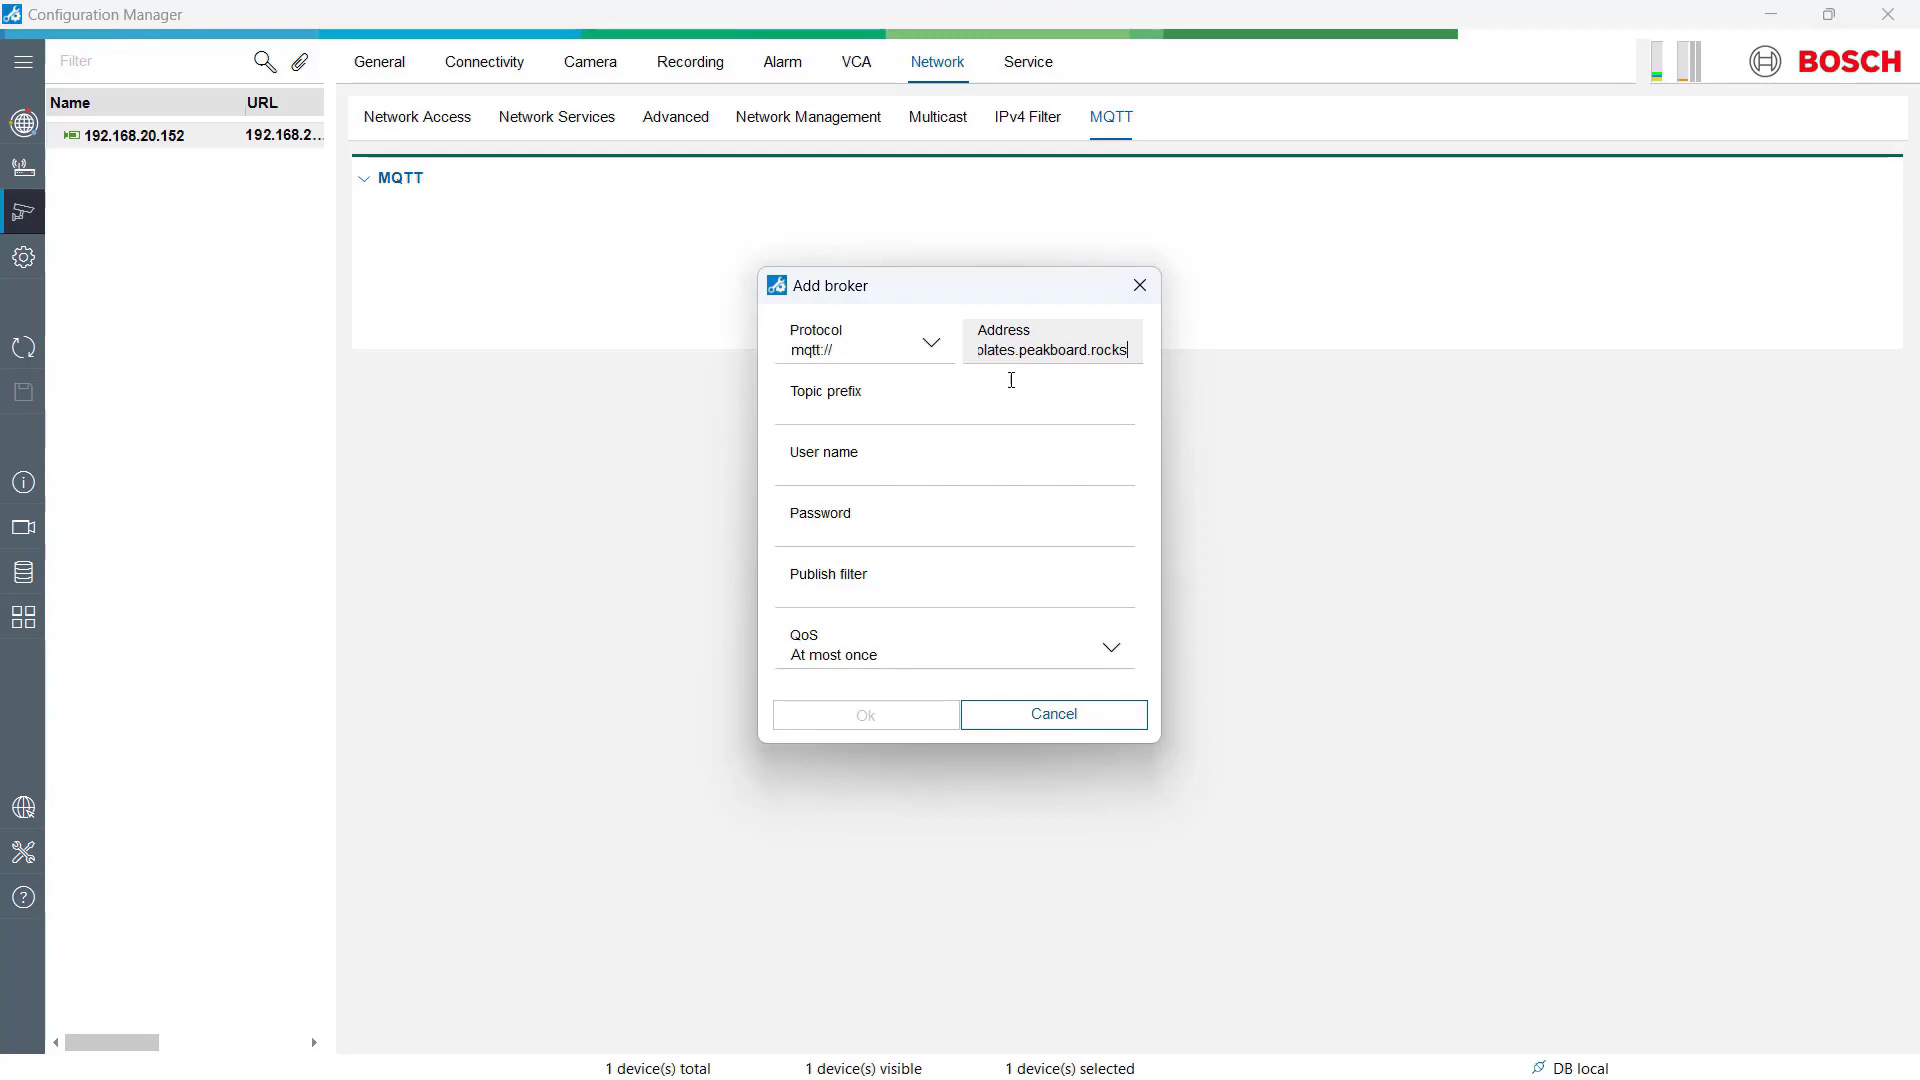 Configuration Manager
Filter
General Connectivity Camera Recording Alarm VCA Network Service
BOSCH
Name URL
192.168.20.152 192.168.2...
Network Access Network Services Advanced Network Management Multicast IPv4 Filter MQTT
MQTT
Add broker
Protocol
mqtt://
Address
plates.peakboard.rocks
Topic prefix
User name
Password
Publish filter
QoS
At most once
Ok Cancel
1 device(s) total 1 device(s) visible 1 device(s) selected DB local